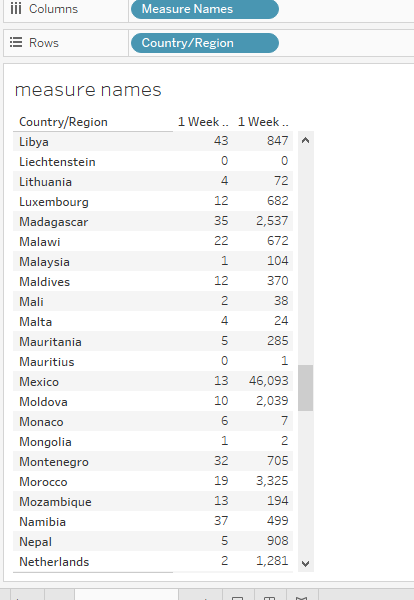 Columns Measure Names
Rows Country/Region
measure names
Country/Region 1 Week .. 1 Week ..
Libya 43 847
Liechtenstein 0 0
Lithuania 4 72
Luxembourg 12 682
Madagascar 35 2,537
Malawi 22 672
Malaysia 1 104
Maldives 12 370
Mali 2 38
Malta 4 24
Mauritania 5 285
Mauritius 0 1
Mexico 13 46,093
Moldova 10 2,039
Monaco 6 7
Mongolia 1 2
Montenegro 32 705
Morocco 19 3,325
Mozambique 13 194
Namibia 37 499
Nepal 5 908
Netherlands 2 1,281